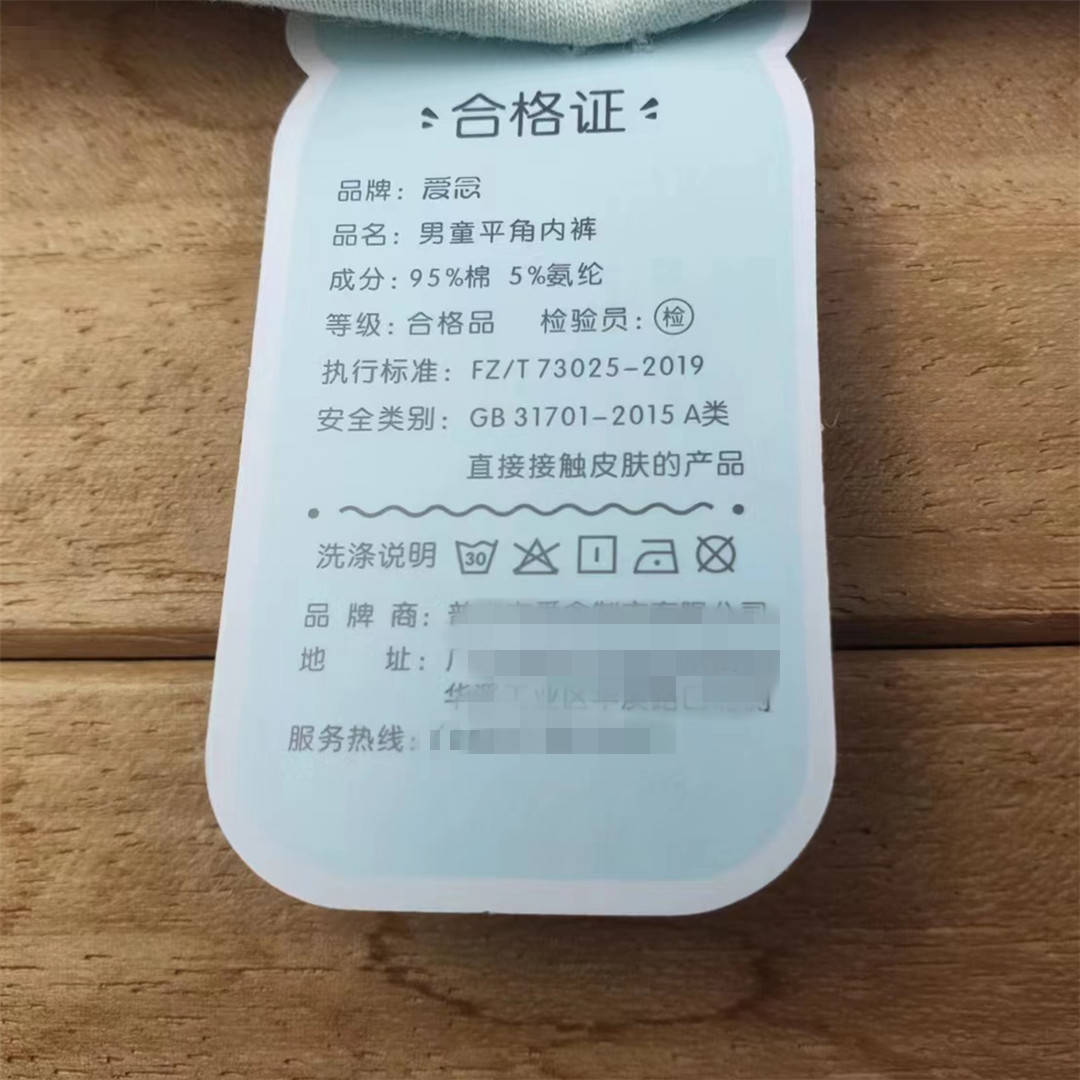 合格证
品牌：爱念
品名：男童平角内裤
成分：95%棉 5%氨纶
等级：合格品 检验员：检
执行标准：FZ/T 73025-2019
安全类别：GB 31701-2015 A类
直接接触皮肤的产品
洗涤说明 30
品牌商：
地址：
服务热线：